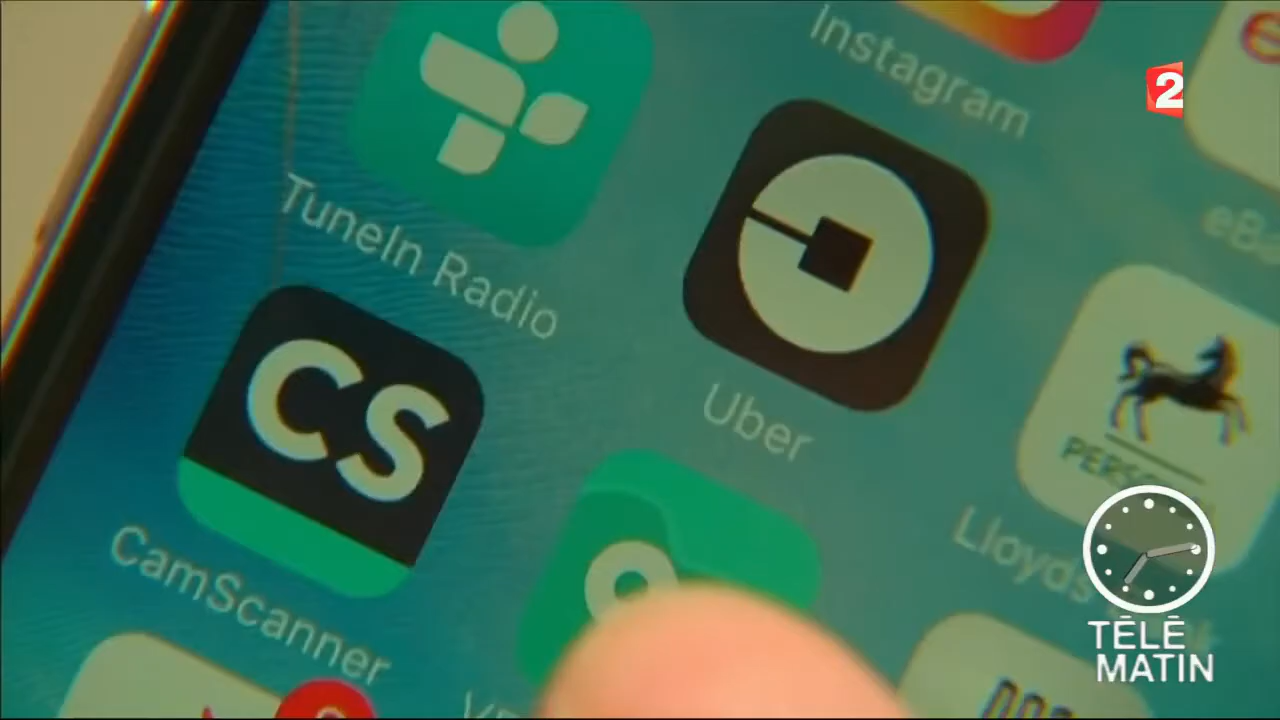 Instagram
2
TuneIn Radio
Uber
CS
CamScanner
Lloyds
TÉLÉ
MATIN